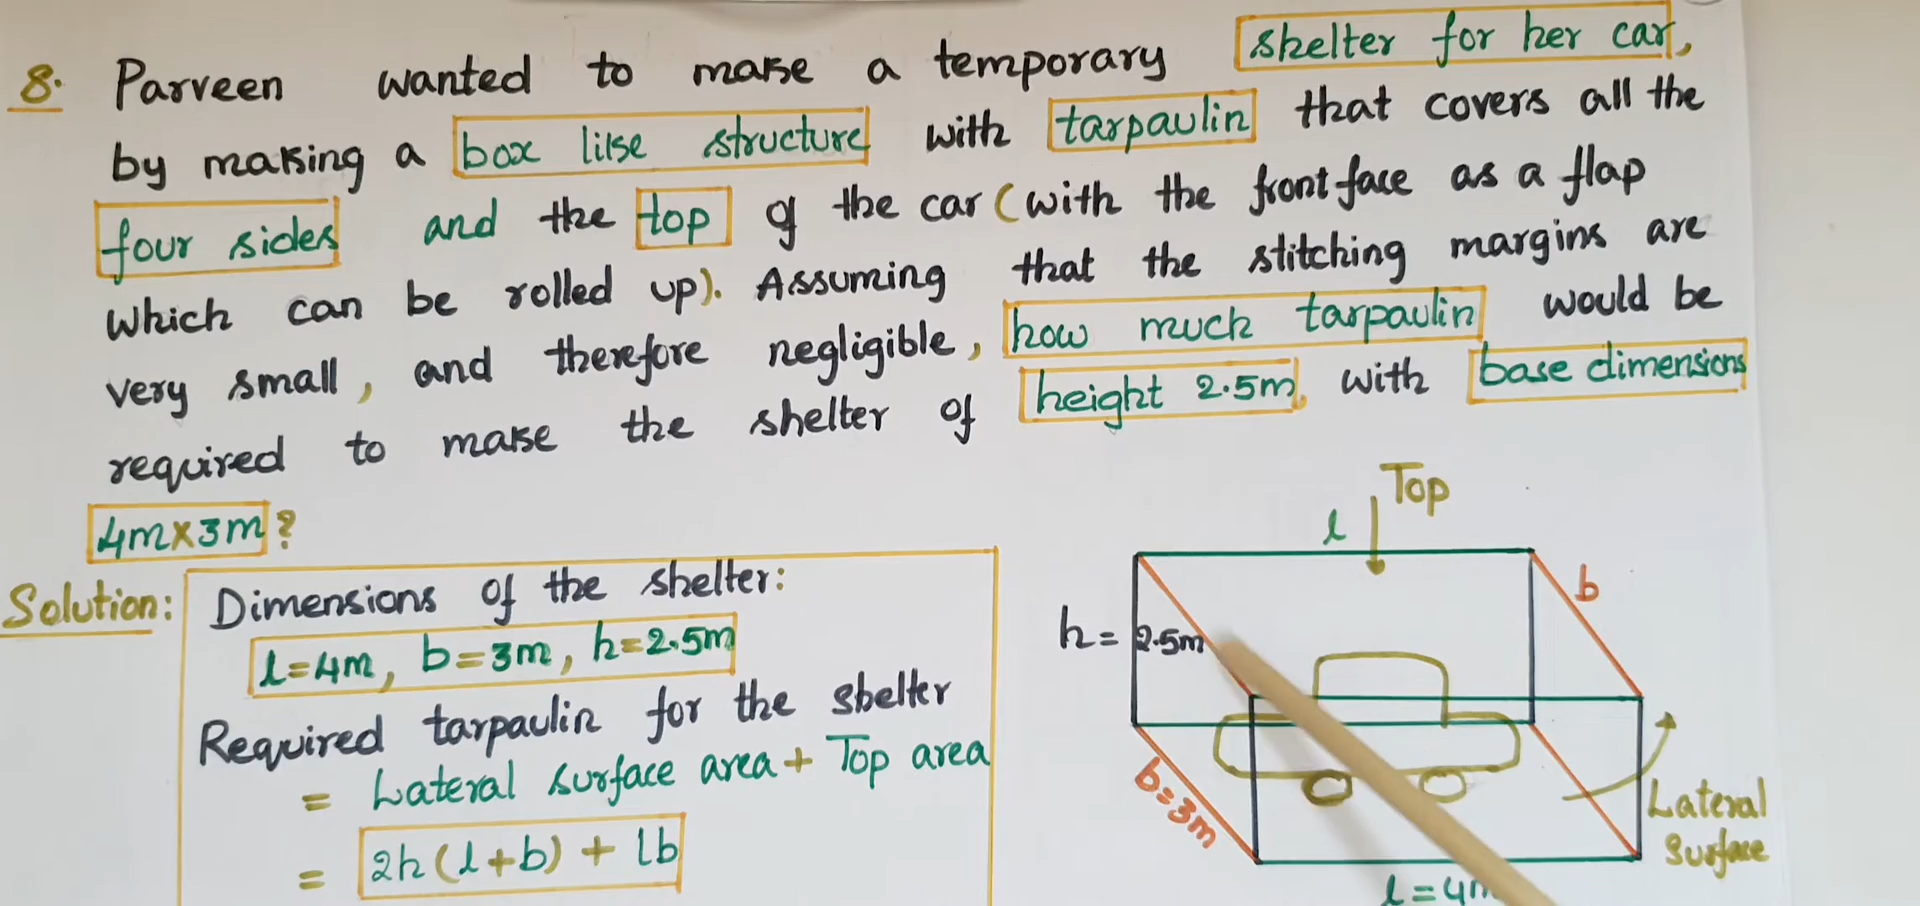 8. Parveen wanted to make a temporary shelter for her car,
by making a box like structure with tarpaulin that covers all the
four sides and the top of the car (with the front face as a flap
which can be rolled up). Assuming that the stitching margins are
very small, and therefore negligible, how much tarpaulin would be
required to make the shelter of height 2.5m, with base dimensions
4m×3m?
Solution: Dimensions of the shelter:
l=4m, b=3m, h=2.5m
Required tarpaulin for the shelter
= Lateral surface area + Top area
= 2h(l+b) + lb
Top
l
b
h = 2.5m
b=3m
Lateral
Surface
l=4m